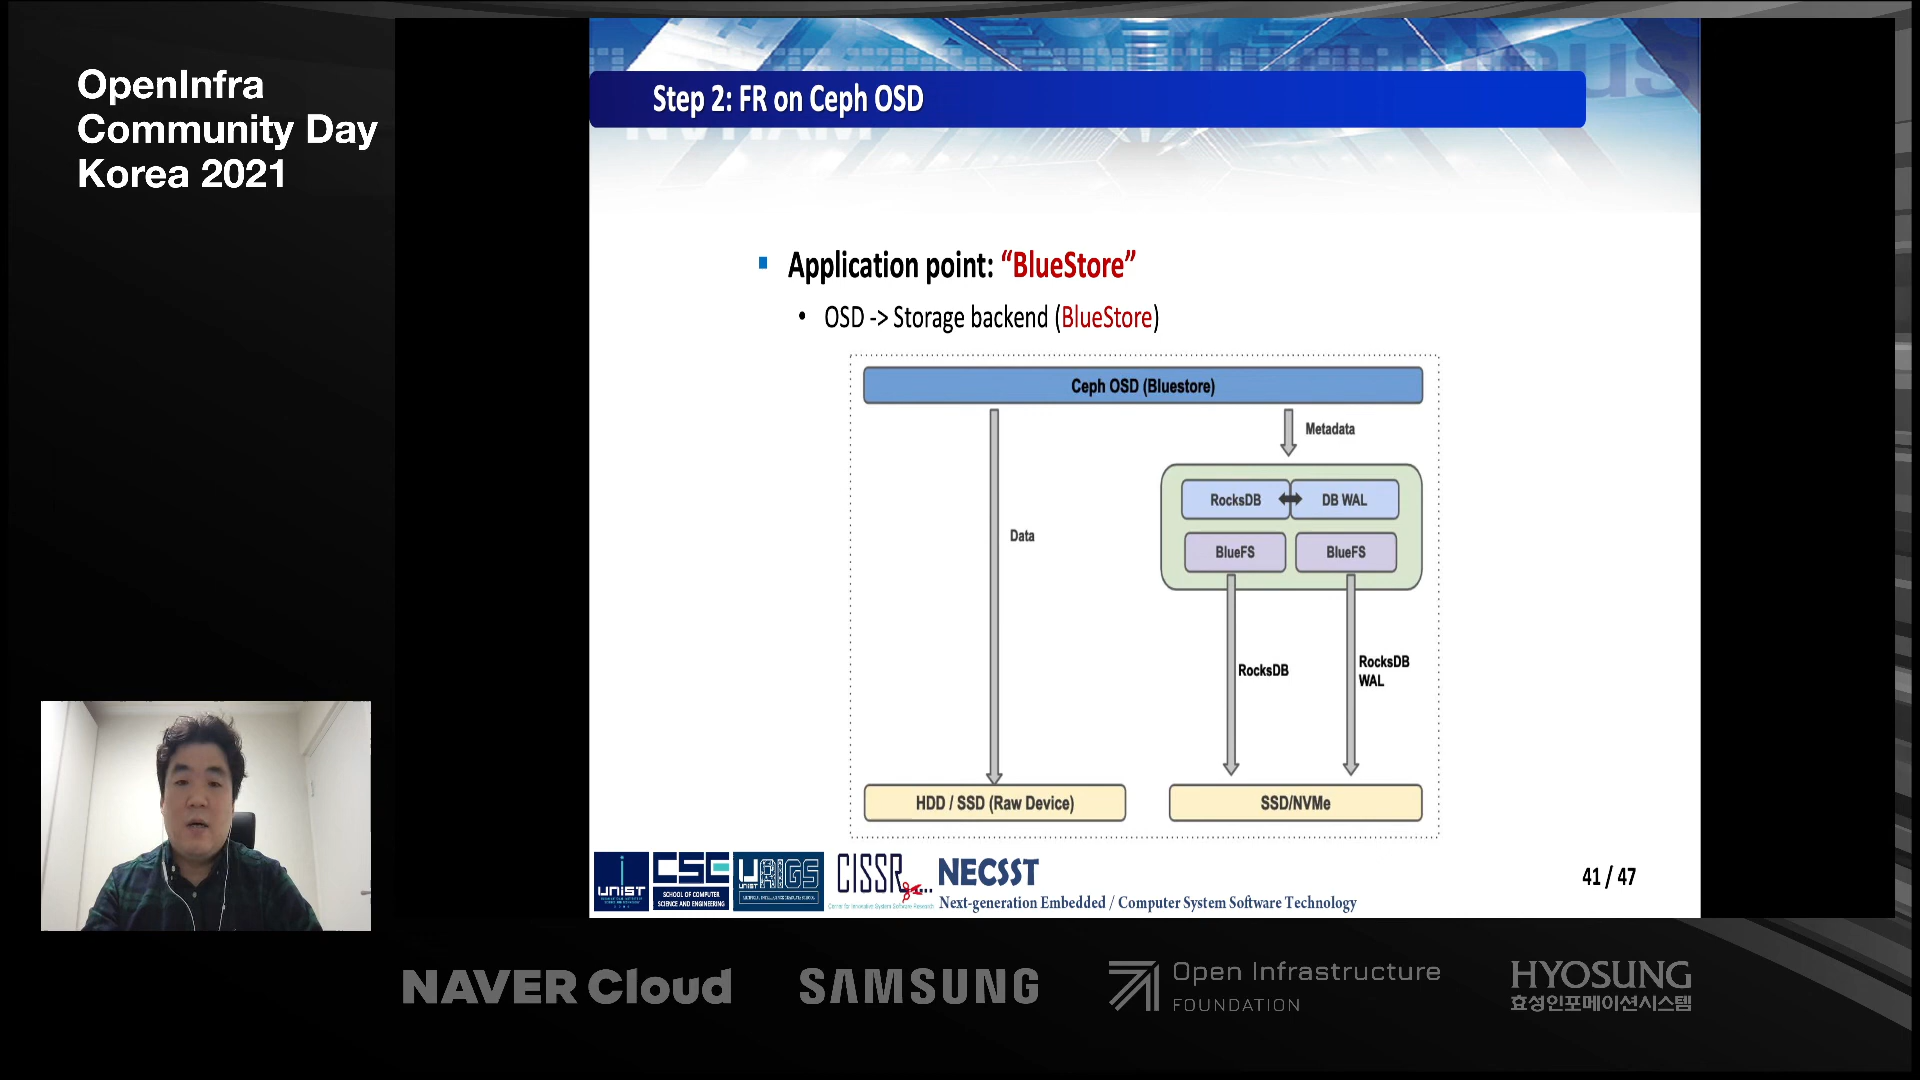 OpenInfra
Community Day
Korea 2021
Step 2: FR on Ceph OSD
Application point: “BlueStore”
OSD -> Storage backend (BlueStore)
Ceph OSD (Bluestore)
Metadata
RocksDB
DB WAL
Data
BlueFS
BlueFS
RocksDB
RocksDB
WAL
HDD / SSD (Raw Device)
SSD/NVMe
UNIST
CSE
SCHOOL OF COMPUTER
SCIENCE AND ENGINEERING
UNIST
CISSR
NECSST
Next-generation Embedded / Computer System Software Technology
41 / 47
NAVER Cloud
SAMSUNG
Open Infrastructure
FOUNDATION
HYOSUNG
효성인포메이션시스템